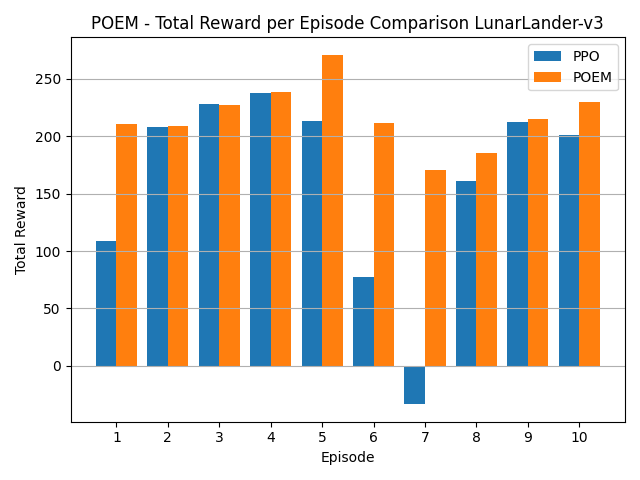 POEM - Total Reward per Episode Comparison LunarLander-v3
PPO
POEM
250
200
150
100
50
0
Total Reward
1 2 3 4 5 6 7 8 9 10
Episode